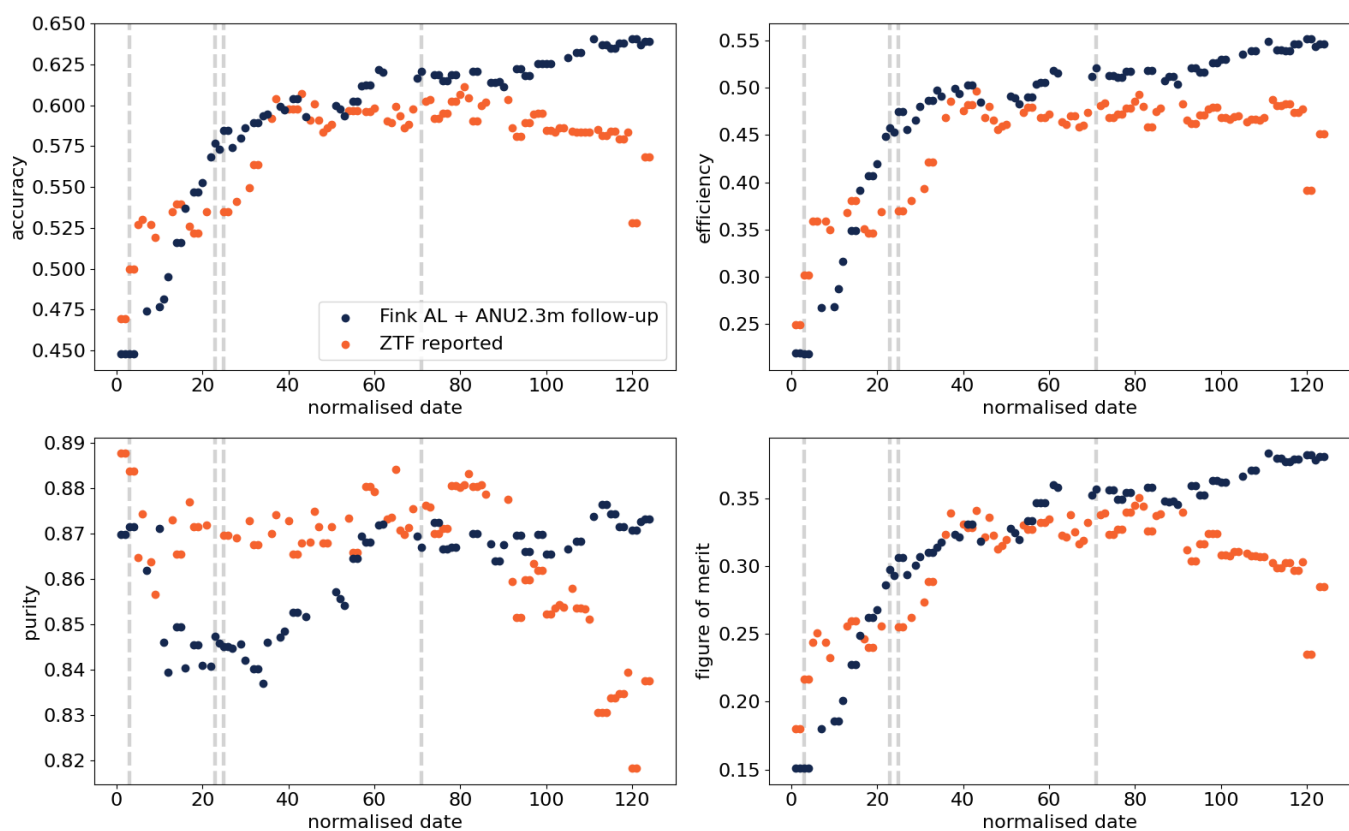 0.650
0.625
0.600
0.575
0.550
0.525
0.500
0.475
0.450
accuracy
0 20 40 60 80 100 120
normalised date
Fink AL + ANU2.3m follow-up
ZTF reported
0.55
0.50
0.45
0.40
0.35
0.30
0.25
efficiency
0 20 40 60 80 100 120
normalised date
0.89
0.88
0.87
0.86
0.85
0.84
0.83
0.82
purity
0 20 40 60 80 100 120
normalised date
0.35
0.30
0.25
0.20
0.15
figure of merit
0 20 40 60 80 100 120
normalised date